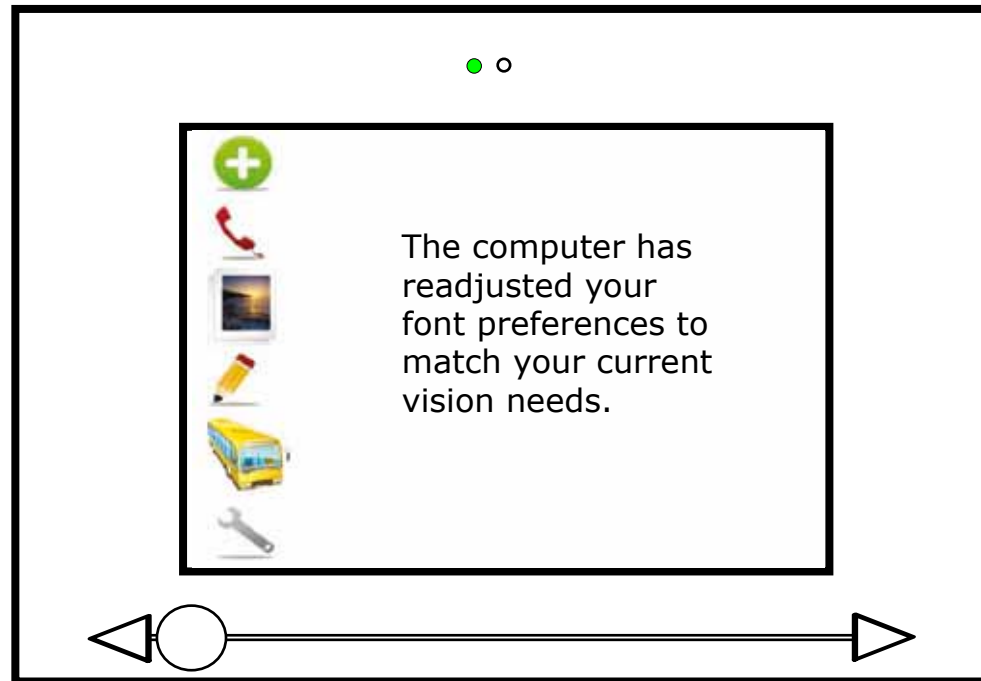 The computer has
readjusted your
font preferences to
match your current
vision needs.